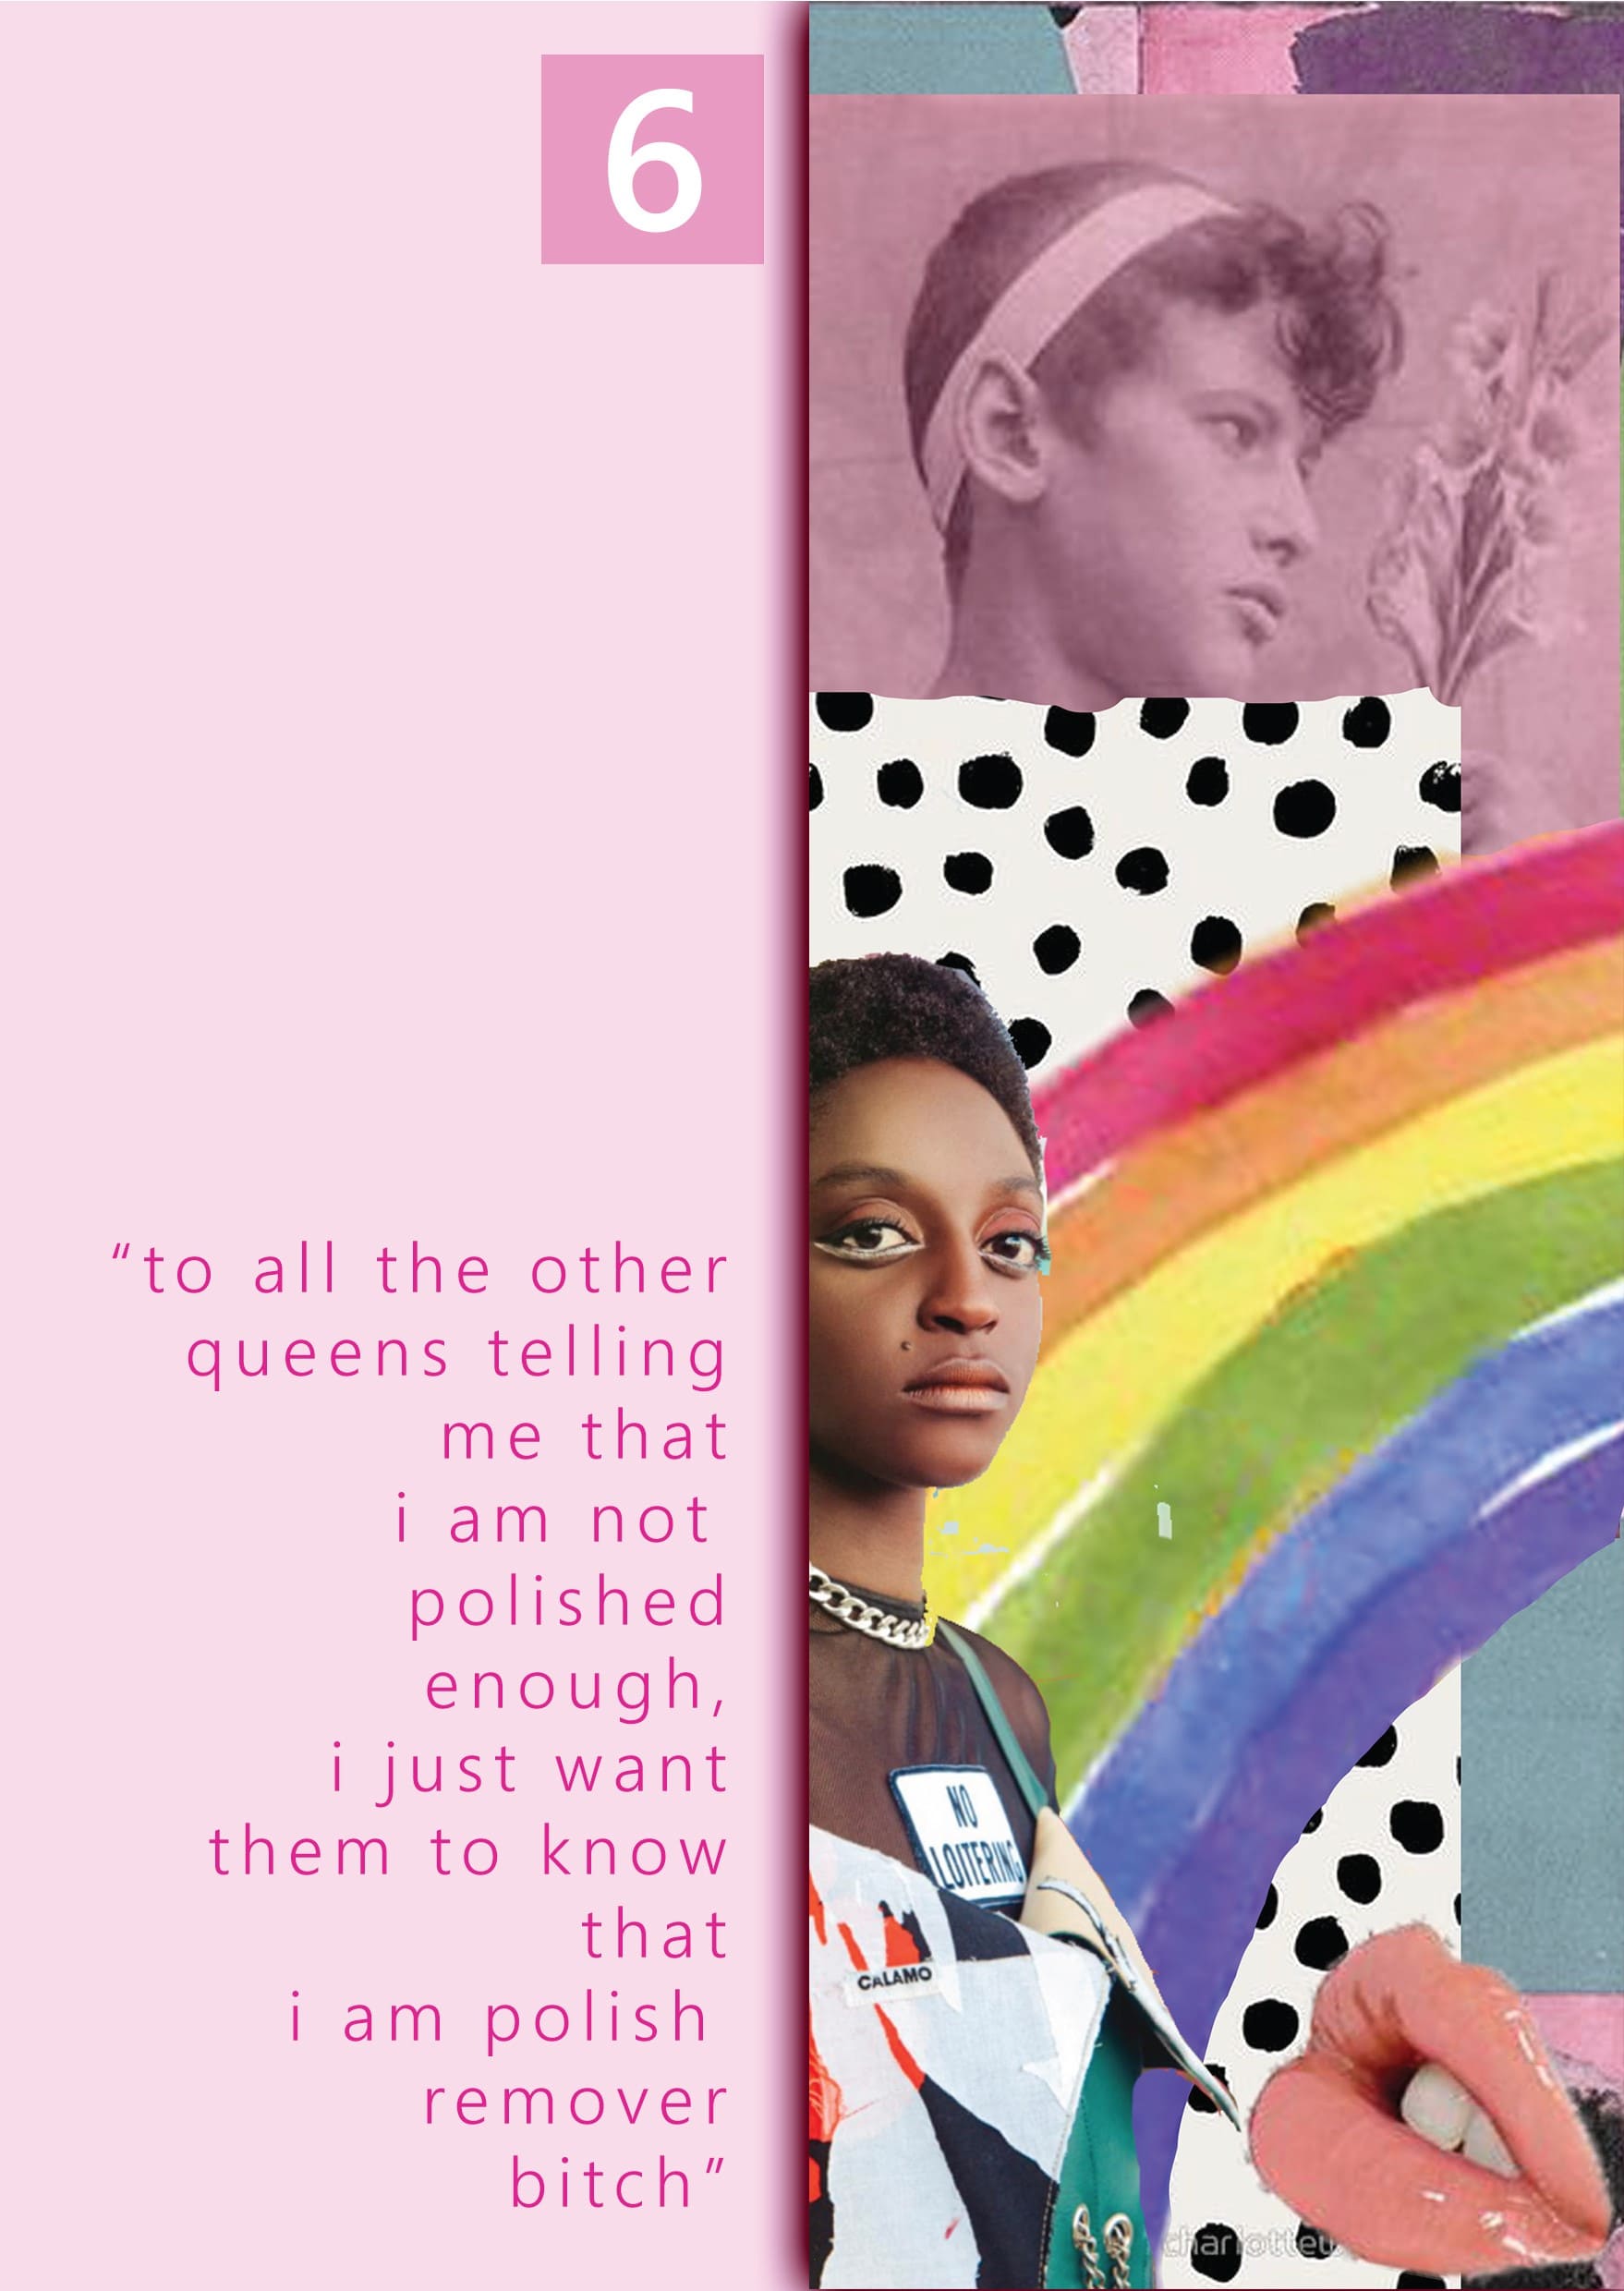 6
“to all the other
queens telling
me that
i am not
polished
enough,
i just want
them to know
that
i am polish
remover
bitch”
NO
LOITERING
CALAMO